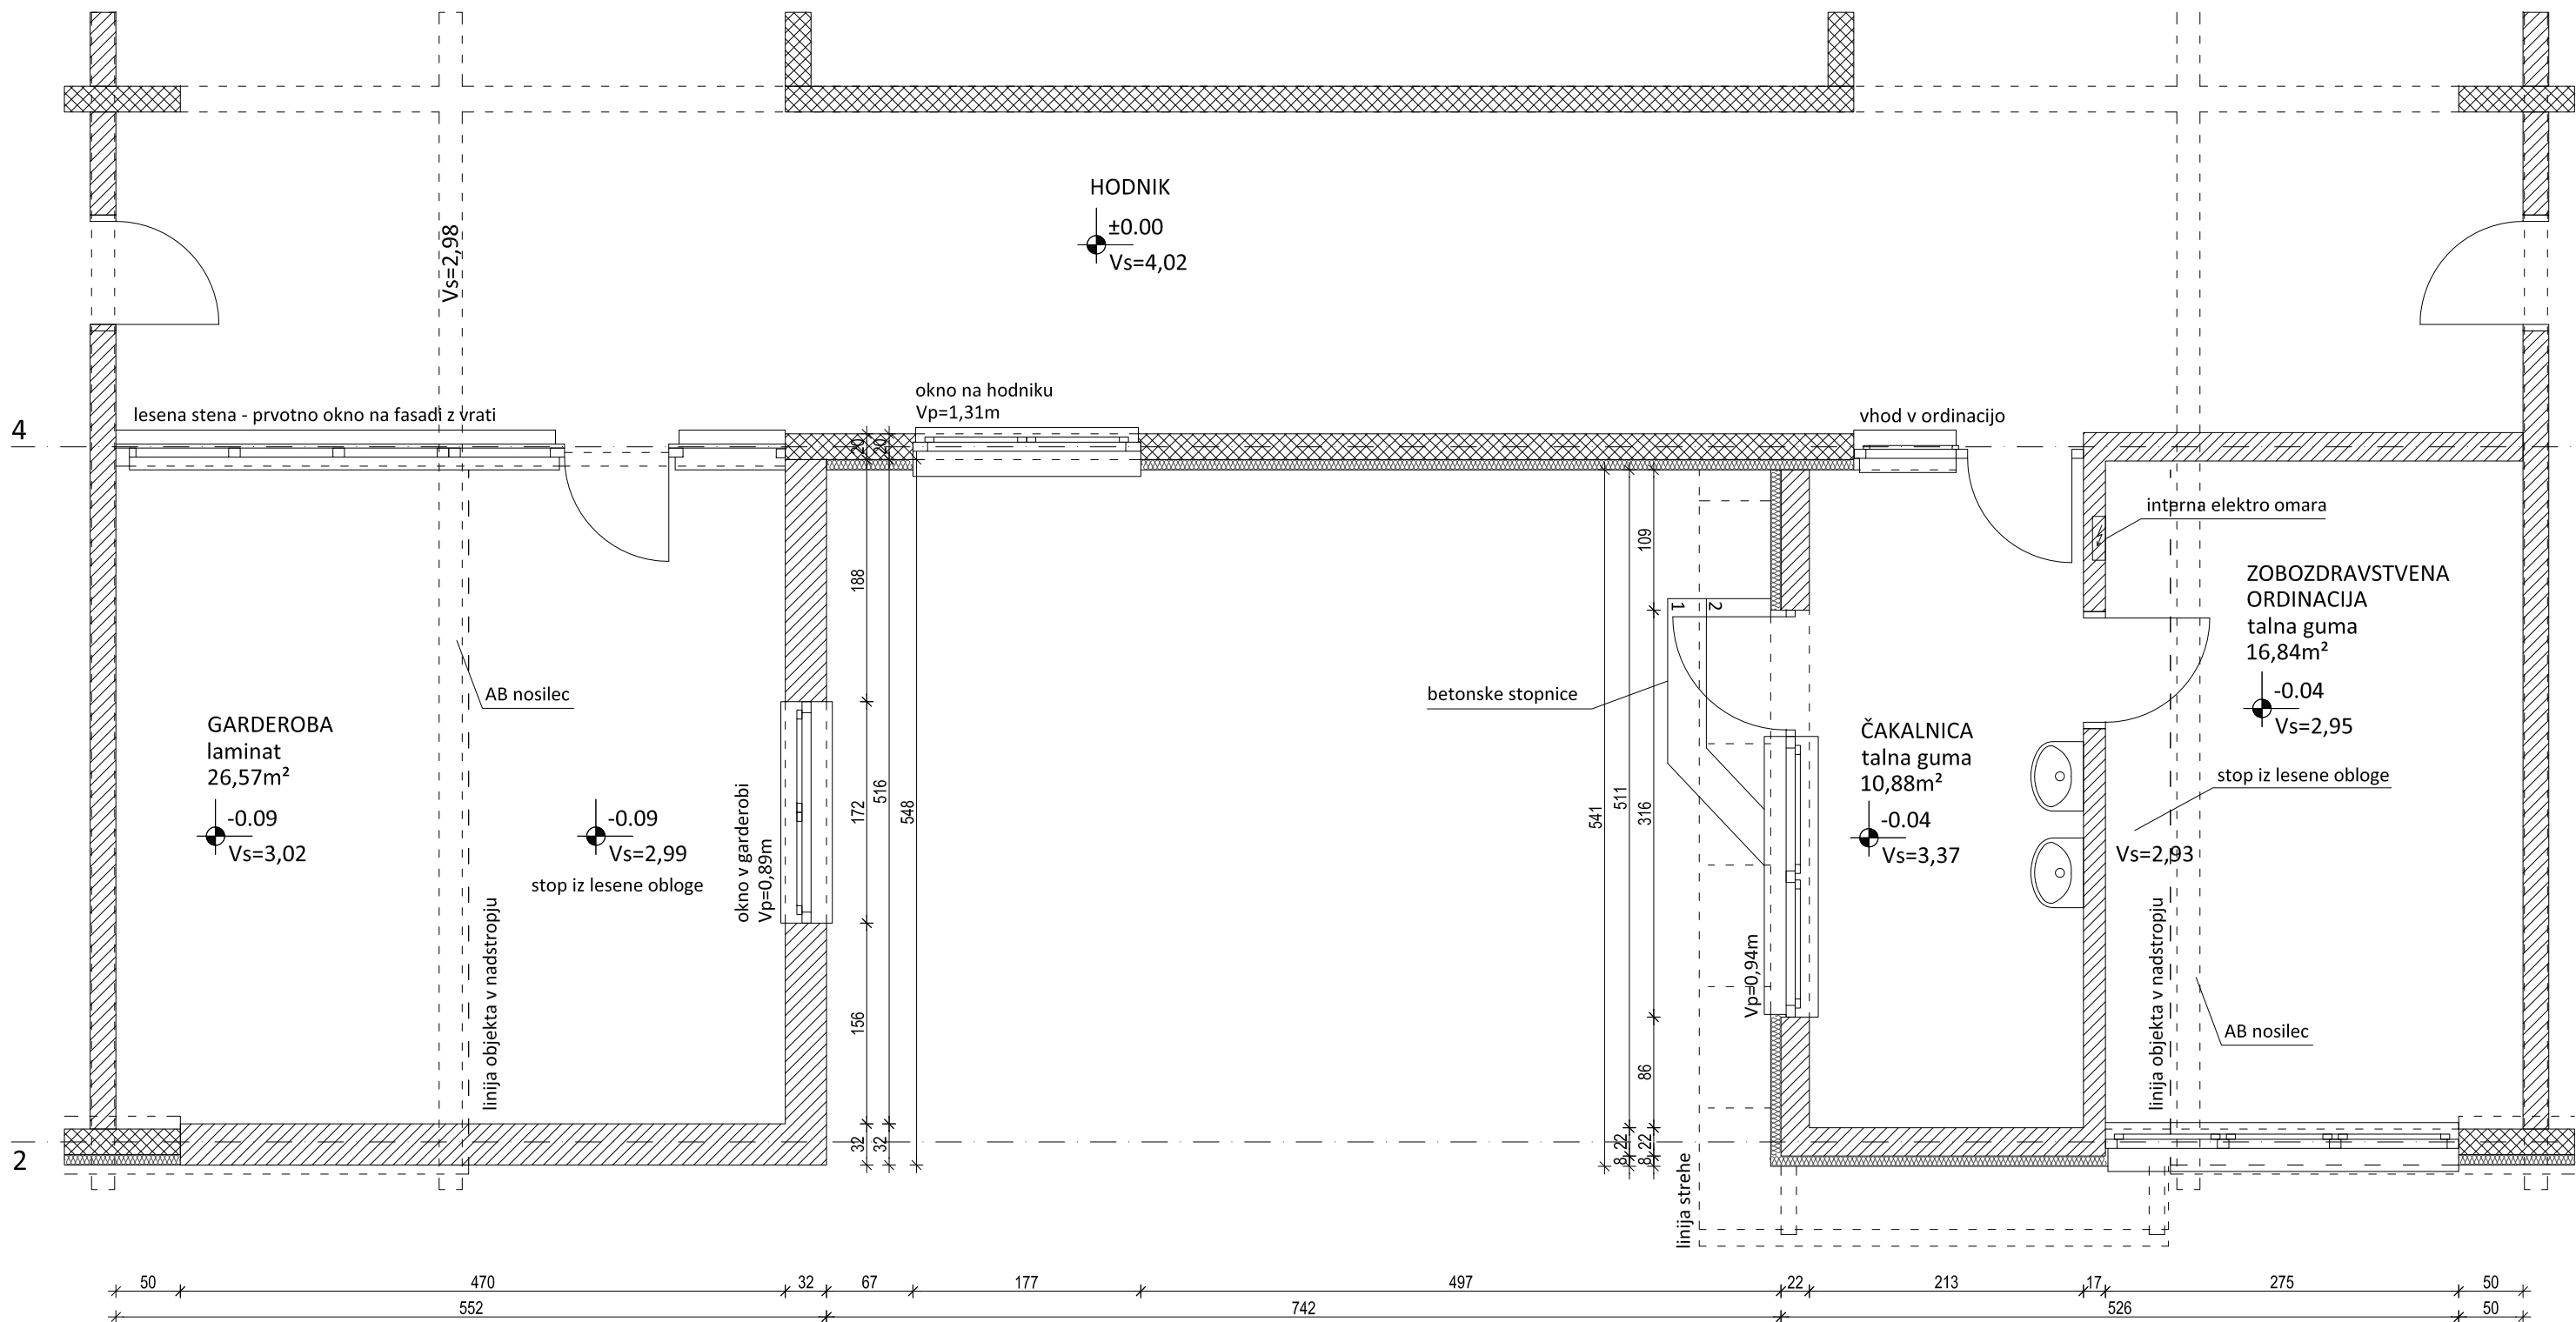 HODNIK
±0.00
Vs=4,02
Vs=2,98
4
lesena stena - prvotno okno na fasadi z vrati
okno na hodniku
Vp=1,31m
vhod v ordinacijo
interna elektro omara
ZOBOZDRAVSTVENA
ORDINACIJA
talna guma
16,84m²
-0.04
Vs=2,95
stop iz lesene obloge
Vs=2,93
AB nosilec
linija objekta v nadstropju
GARDEROBA
laminat
26,57m²
-0.09
Vs=3,02
AB nosilec
-0.09
Vs=2,99
stop iz lesene obloge
linija objekta v nadstropju
okno v garderobi
Vp=0,89m
20
20
188
172
516
548
156
32
32
betonske stopnice
1
2
109
541
511
316
86
8 22
8 22
Vp=0,94m
ČAKALNICA
talna guma
10,88m²
-0.04
Vs=3,37
linija strehe
2
50 470 32 67 177 497 22 213 17 275 50
552 742 526 50